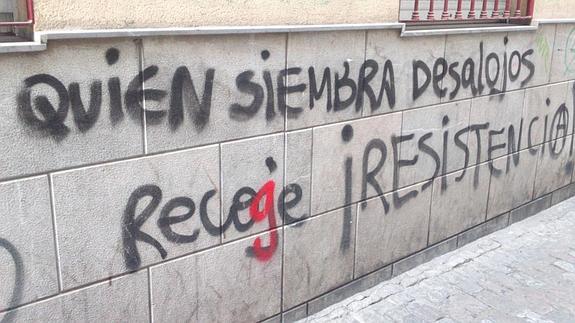 QUIEN SIEMBRA DESALOJOS
Recoge ¡RESISTENCIA!